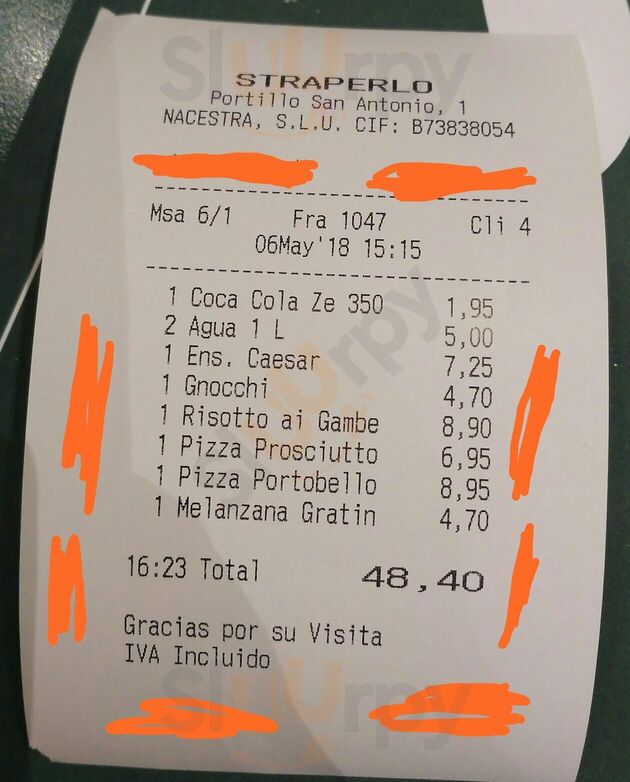 Sluurpy
STRAPERLO
Portillo San Antonio, 1
NACESTRA, S.L.U. CIF: B73838054
Msa 6/1 Fra 1047 Cli 4
06May'18 15:15
1 Coca Cola Ze 350 1,95
2 Agua 1 L 5,00
1 Ens. Caesar 7,25
1 Gnocchi 4,70
1 Risotto ai Gambe 8,90
1 Pizza Prosciutto 6,95
1 Pizza Portobello 8,95
1 Melanzana Gratin 4,70
Sluurpy
16:23 Total 48,40
Gracias por su Visita
IVA Incluido
Sluurpy